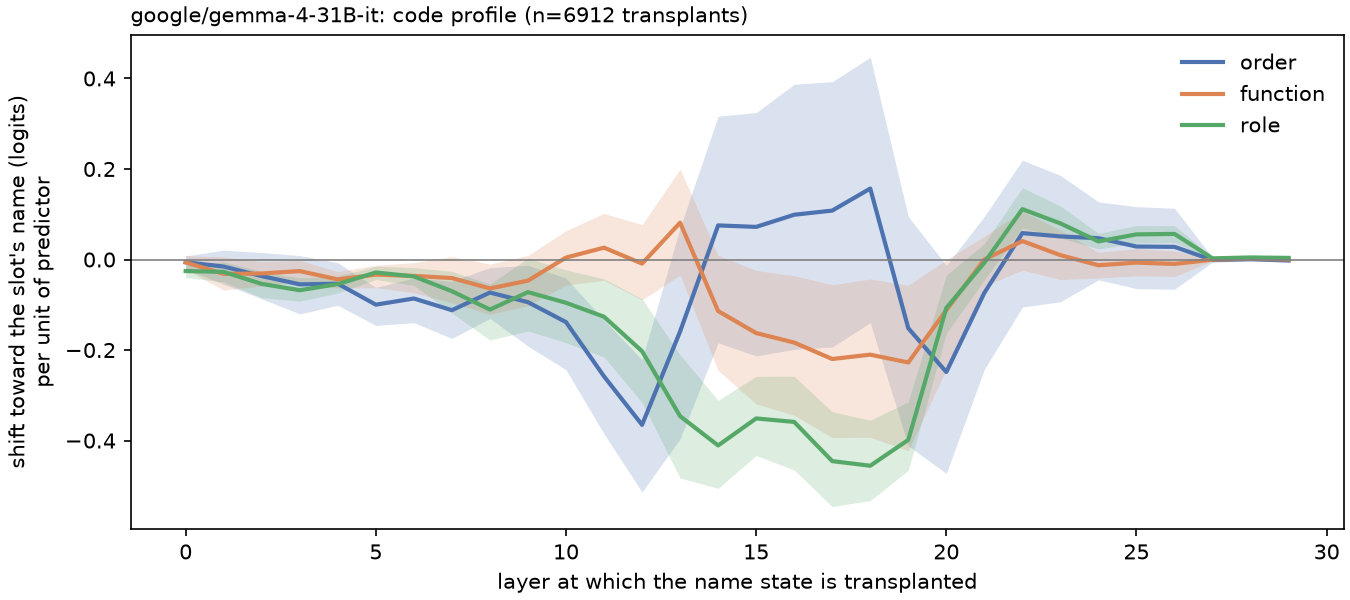 google/gemma-4-31B-it: code profile (n=6912 transplants)
shift toward the slot's name (logits)
per unit of predictor
0.4
0.2
0.0
−0.2
−0.4
order
function
role
0 5 10 15 20 25 30
layer at which the name state is transplanted